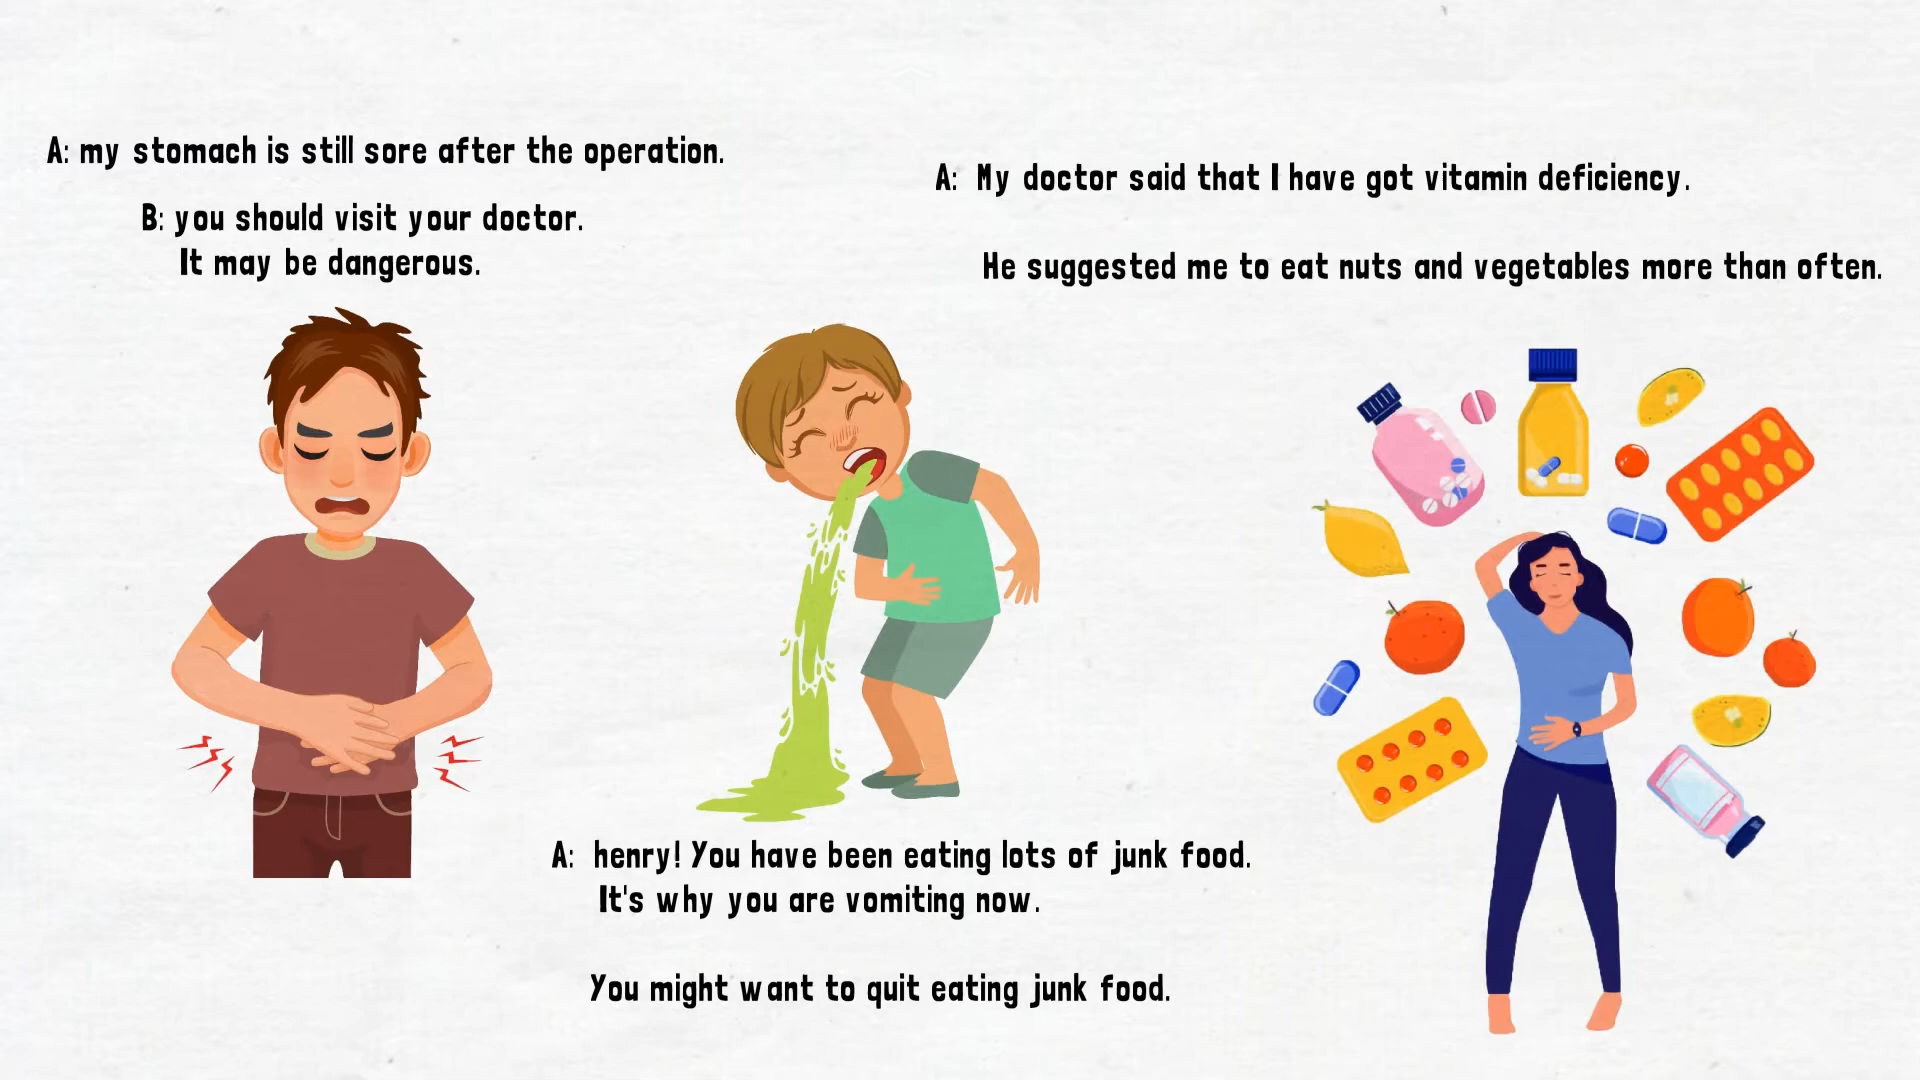 A: my stomach is still sore after the operation.
B: you should visit your doctor.
It may be dangerous.
A: My doctor said that I have got vitamin deficiency.
He suggested me to eat nuts and vegetables more than often.
A: henry! You have been eating lots of junk food.
It's why you are vomiting now.
You might want to quit eating junk food.